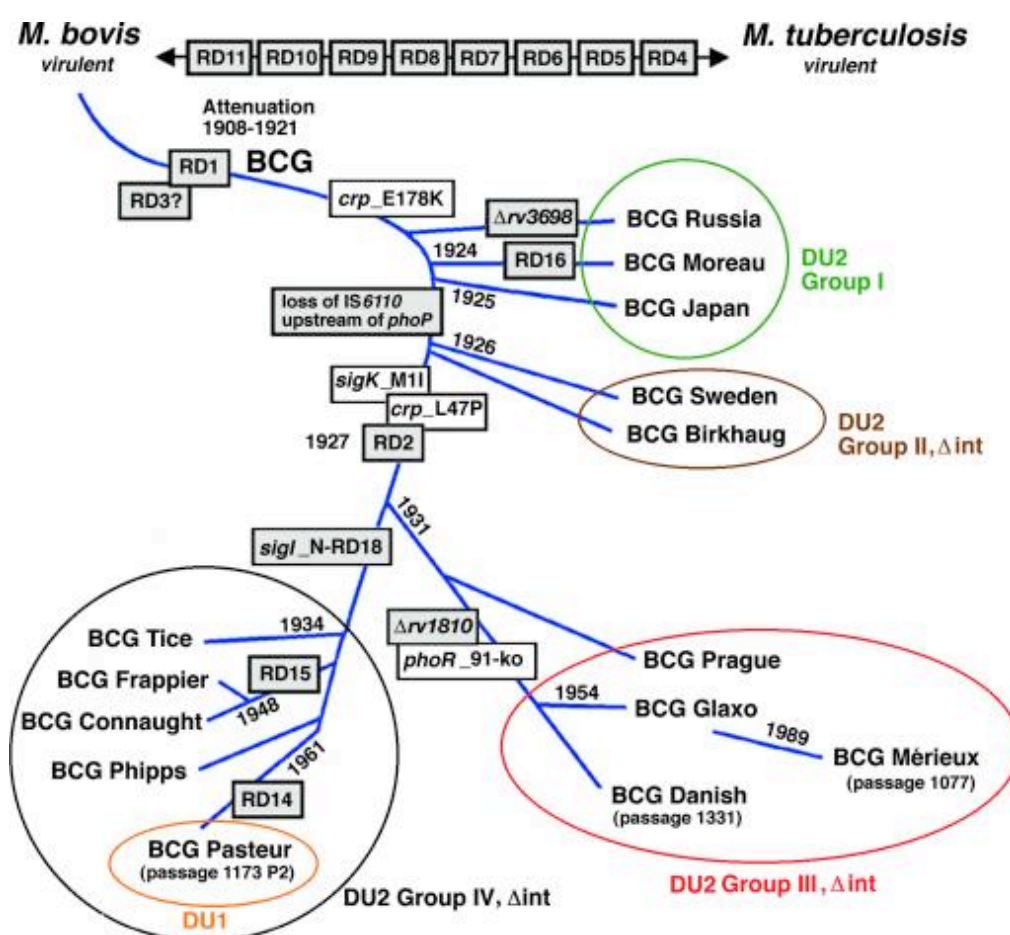 M. bovis
virulent
RD11 RD10 RD9 RD8 RD7 RD6 RD5 RD4
M. tuberculosis
virulent
Attenuation
1908-1921
RD1
BCG
RD3?
crp_E178K
Δrv3698
BCG Russia
1924
RD16
BCG Moreau
DU2
Group I
1925
BCG Japan
loss of IS6110
upstream of phoP
1926
sigK_M1I
BCG Sweden
crp_L47P
BCG Birkhaug
DU2
Group II, Δint
1927
RD2
1931
sigI_N-RD18
1934
BCG Tice
Δrv1810
phoR_91-ko
BCG Prague
RD15
BCG Frappier
1948
BCG Connaught
1954
BCG Glaxo
1989
BCG Mérieux
(passage 1077)
BCG Phipps
1961
RD14
BCG Danish
(passage 1331)
BCG Pasteur
(passage 1173 P2)
DU1
DU2 Group IV, Δint
DU2 Group III, Δint